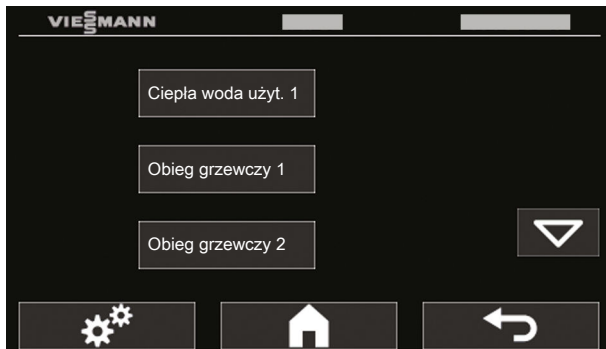 VIESSMANN
Ciepła woda użyt. 1
Obieg grzewczy 1
Obieg grzewczy 2